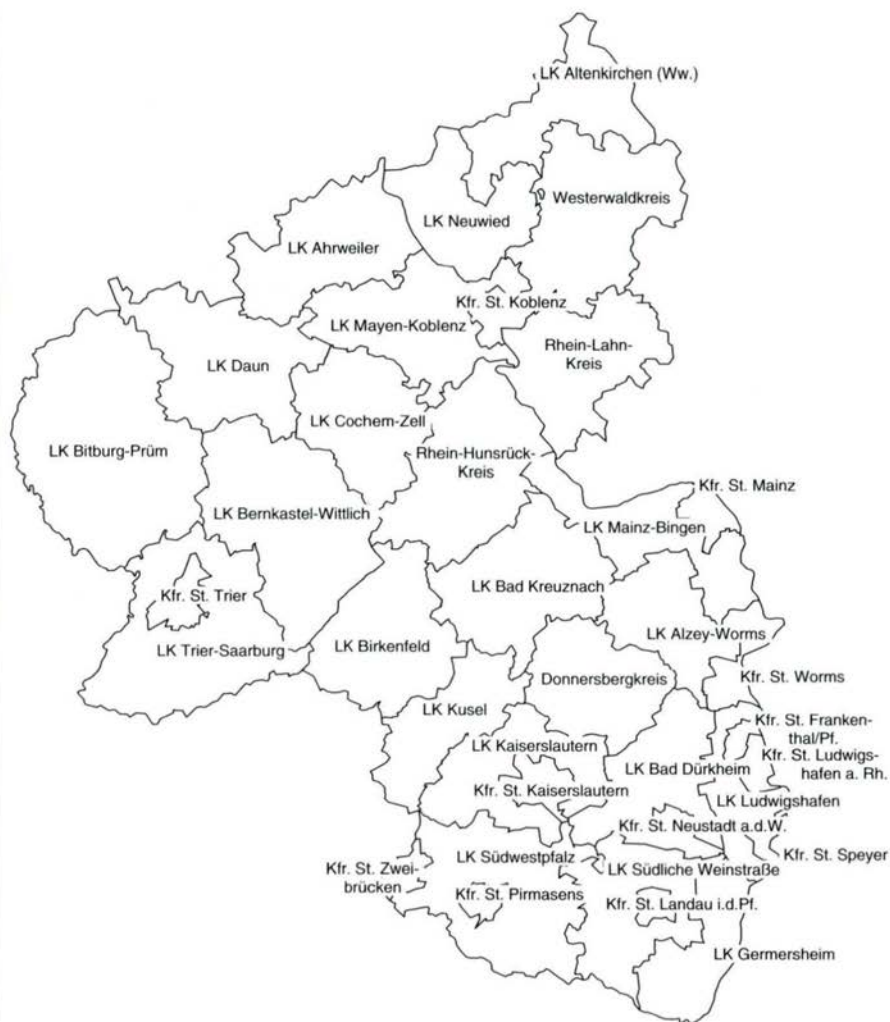 LK Altenkirchen (Ww.)
Westerwaldkreis
LK Neuwied
LK Ahrweiler
Kfr. St. Koblenz
LK Mayen-Koblenz
Rhein-Lahn-
Kreis
LK Daun
LK Cochem-Zell
LK Bitburg-Prüm
Rhein-Hunsrück-
Kreis
Kfr. St. Mainz
LK Bernkastel-Wittlich
LK Mainz-Bingen
LK Bad Kreuznach
Kfr. St. Trier
LK Alzey-Worms
LK Trier-Saarburg
LK Birkenfeld
Donnersbergkreis
Kfr. St. Worms
LK Kusel
Kfr. St. Franken-
thal/Pf.
LK Kaiserslautern
Kfr. St. Ludwigs-
hafen a. Rh.
LK Bad Dürkheim
Kfr. St. Kaiserslautern
LK Ludwigshafen
Kfr. St. Neustadt a.d.W.
Kfr. St. Speyer
LK Südwestpfalz
Kfr. St. Zwei-
brücken
LK Südliche Weinstraße
Kfr. St. Pirmasens
Kfr. St. Landau i.d.Pf.
LK Germersheim